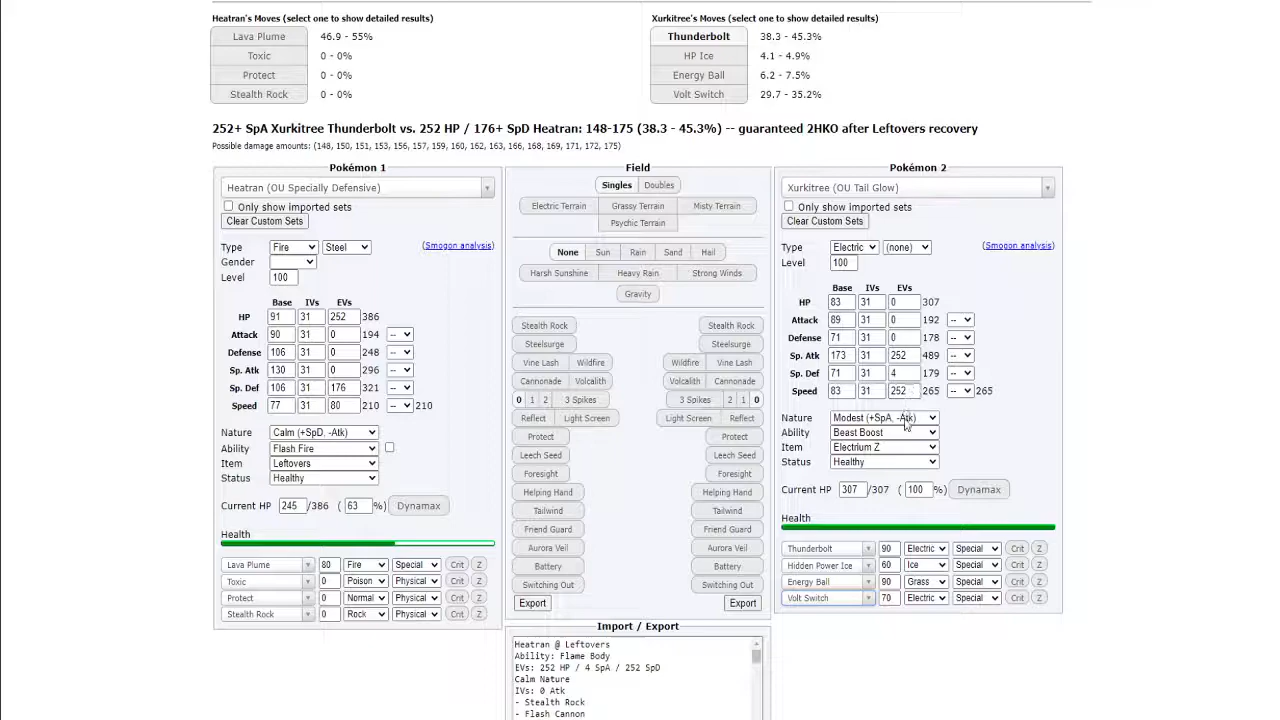 Heatran's Moves (select one to show detailed results)
Lava Plume 46.9 - 55%
Toxic 0 - 0%
Protect 0 - 0%
Stealth Rock 0 - 0%
Xurkitree's Moves (select one to show detailed results)
Thunderbolt 38.3 - 45.3%
HP Ice 4.1 - 4.9%
Energy Ball 6.2 - 7.5%
Volt Switch 29.7 - 35.2%
252+ SpA Xurkitree Thunderbolt vs. 252 HP / 176+ SpD Heatran: 148-175 (38.3 - 45.3%) -- guaranteed 2HKO after Leftovers recovery
Possible damage amounts: (148, 150, 151, 153, 156, 157, 159, 160, 162, 163, 166, 168, 169, 171, 172, 175)
Pokémon 1
Heatran (OU Specially Defensive)
Only show imported sets
Clear Custom Sets
Type Fire Steel (Smogon analysis)
Gender
Level 100
Base IVs EVs
HP 91 31 252 386
Attack 90 31 0 194 --
Defense 106 31 0 248 --
Sp. Atk 130 31 0 296 --
Sp. Def 106 31 176 321 --
Speed 77 31 80 210 -- 210
Nature Calm (+SpD, -Atk)
Ability Flash Fire
Item Leftovers
Status Healthy
Current HP 245 /386 ( 63 %) Dynamax
Health
Lava Plume 80 Fire Special Crit Z
Toxic 0 Poison Physical Crit Z
Protect 0 Normal Physical Crit Z
Stealth Rock 0 Rock Physical Crit Z
Field
Singles Doubles
Electric Terrain Grassy Terrain Misty Terrain
Psychic Terrain
None Sun Rain Sand Hail
Harsh Sunshine Heavy Rain Strong Winds
Gravity
Stealth Rock Stealth Rock
Steelsurge Steelsurge
Vine Lash Wildfire Wildfire Vine Lash
Cannonade Volcalith Volcalith Cannonade
0 1 2 3 Spikes 3 Spikes 2 1 0
Reflect Light Screen Light Screen Reflect
Protect Protect
Leech Seed Leech Seed
Foresight Foresight
Helping Hand Helping Hand
Tailwind Tailwind
Friend Guard Friend Guard
Aurora Veil Aurora Veil
Battery Battery
Switching Out Switching Out
Export Export
Import / Export
Heatran @ Leftovers
Ability: Flame Body
EVs: 252 HP / 4 SpA / 252 SpD
Calm Nature
IVs: 0 Atk
- Stealth Rock
- Flash Cannon
Pokémon 2
Xurkitree (OU Tail Glow)
Only show imported sets
Clear Custom Sets
Type Electric (none) (Smogon analysis)
Level 100
Base IVs EVs
HP 83 31 0 307
Attack 89 31 0 192 --
Defense 71 31 0 178 --
Sp. Atk 173 31 252 489 --
Sp. Def 71 31 4 179 --
Speed 83 31 252 265 -- 265
Nature Modest (+SpA, -Atk)
Ability Beast Boost
Item Electrium Z
Status Healthy
Current HP 307 /307 ( 100 %) Dynamax
Health
Thunderbolt 90 Electric Special Crit Z
Hidden Power Ice 60 Ice Special Crit Z
Energy Ball 90 Grass Special Crit Z
Volt Switch 70 Electric Special Crit Z